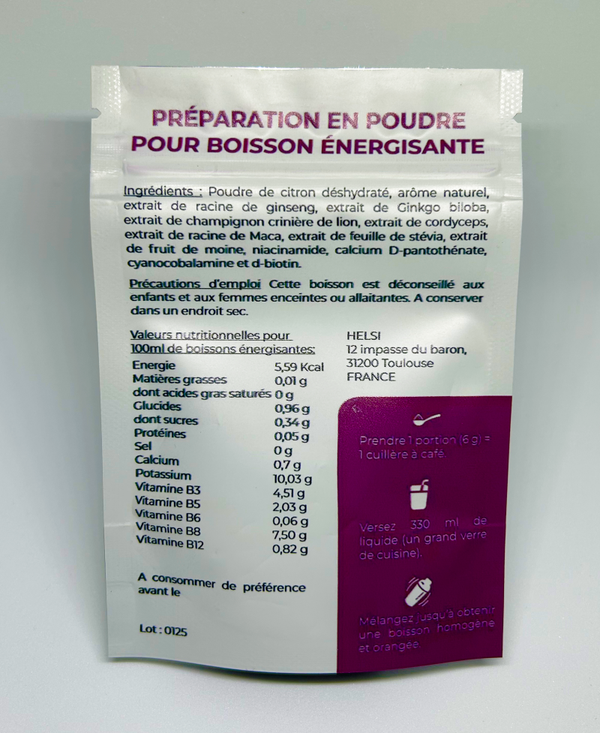 PRÉPARATION EN POUDRE
POUR BOISSON ÉNERGISANTE
Ingrédients : Poudre de citron déshydraté, arôme naturel,
extrait de racine de ginseng, extrait de Ginkgo biloba,
extrait de champignon crinière de lion, extrait de cordyceps,
extrait de racine de Maca, extrait de feuille de stévia, extrait
de fruit de moine, niacinamide, calcium D-pantothénate,
cyanocobalamine et d-biotin.
Précautions d'emploi Cette boisson est déconseillé aux
enfants et aux femmes enceintes ou allaitantes. A conserver
dans un endroit sec.
Valeurs nutritionnelles pour
100ml de boissons énergisantes:
Energie 5,59 Kcal
Matières grasses 0,01 g
dont acides gras saturés 0 g
Glucides 0,96 g
dont sucres 0,34 g
Protéines 0,05 g
Sel 0 g
Calcium 0,7 g
Potassium 10,03 g
Vitamine B3 4,51 g
Vitamine B5 2,03 g
Vitamine B6 0,06 g
Vitamine B8 7,50 g
Vitamine B12 0,82 g
A consommer de préférence
avant le
Lot : 0125
HELSI
12 impasse du baron,
31200 Toulouse
FRANCE
Prendre 1 portion (6 g) =
1 cuillère à café.
Versez 330 ml de
liquide (un grand verre
de cuisine).
Mélangez jusqu'a obtenir
une boisson homogène
et orangée.